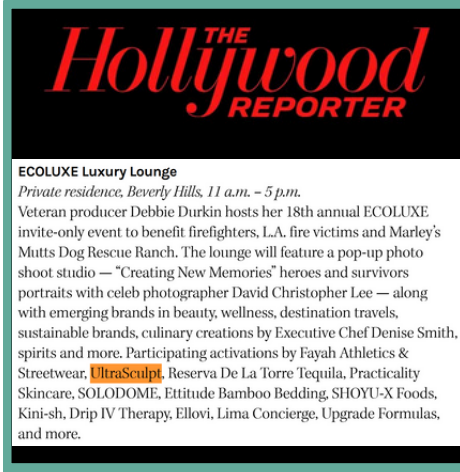 THE
Hollywood
REPORTER
ECOLUXE Luxury Lounge
Private residence, Beverly Hills, 11 a.m. – 5 p.m.
Veteran producer Debbie Durkin hosts her 18th annual ECOLUXE
invite-only event to benefit firefighters, L.A. fire victims and Marley’s
Mutts Dog Rescue Ranch. The lounge will feature a pop-up photo
shoot studio — “Creating New Memories” heroes and survivors
portraits with celeb photographer David Christopher Lee — along
with emerging brands in beauty, wellness, destination travels,
sustainable brands, culinary creations by Executive Chef Denise Smith,
spirits and more. Participating activations by Fayah Athletics &
Streetwear, UltraSculpt, Reserva De La Torre Tequila, Practicality
Skincare, SOLODOME, Ettitude Bamboo Bedding, SHOYU-X Foods,
Kini-sh, Drip IV Therapy, Ellovi, Lima Concierge, Upgrade Formulas,
and more.